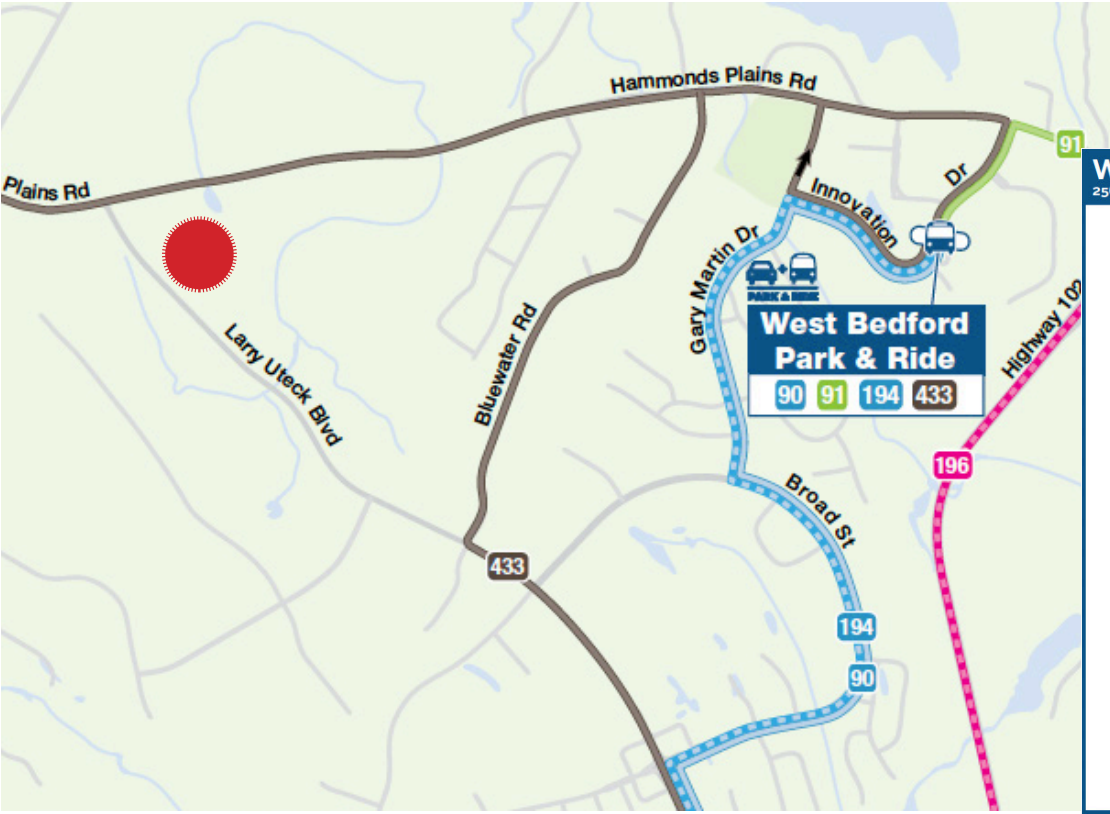 Hammonds Plains Rd
91
W
Plains Rd
Innovation
Dr
Gary Martin Dr
PARK & RIDE
West Bedford
Park & Ride
90 91 194 433
Highway 102
Larry Uteck Blvd
Bluewater Rd
196
Broad St
433
194
90